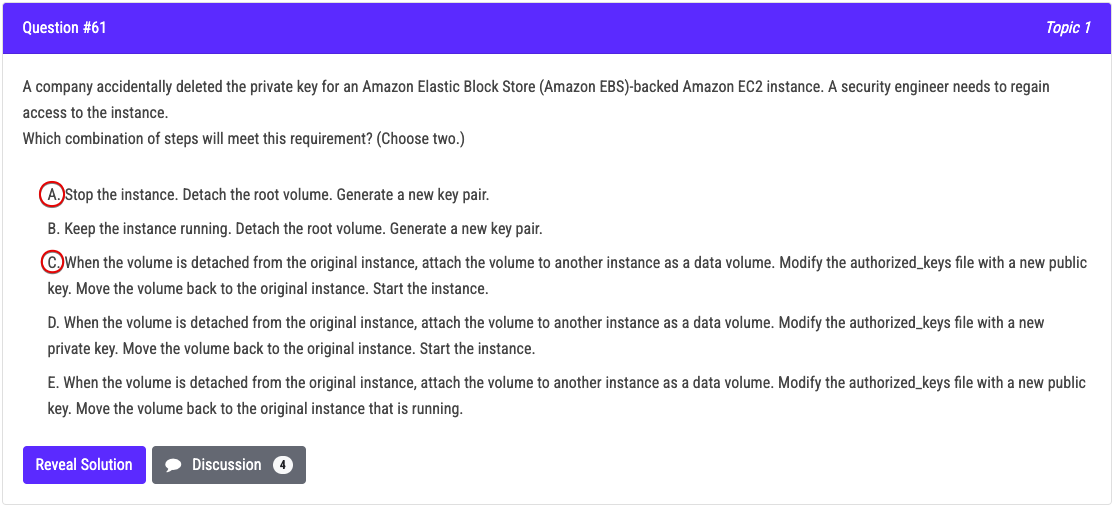 Question #61
Topic 1
A company accidentally deleted the private key for an Amazon Elastic Block Store (Amazon EBS)-backed Amazon EC2 instance. A security engineer needs to regain
access to the instance.
Which combination of steps will meet this requirement? (Choose two.)
A. Stop the instance. Detach the root volume. Generate a new key pair.
B. Keep the instance running. Detach the root volume. Generate a new key pair.
C. When the volume is detached from the original instance, attach the volume to another instance as a data volume. Modify the authorized_keys file with a new public
key. Move the volume back to the original instance. Start the instance.
D. When the volume is detached from the original instance, attach the volume to another instance as a data volume. Modify the authorized_keys file with a new
private key. Move the volume back to the original instance. Start the instance.
E. When the volume is detached from the original instance, attach the volume to another instance as a data volume. Modify the authorized_keys file with a new public
key. Move the volume back to the original instance that is running.
Reveal Solution
Discussion 4